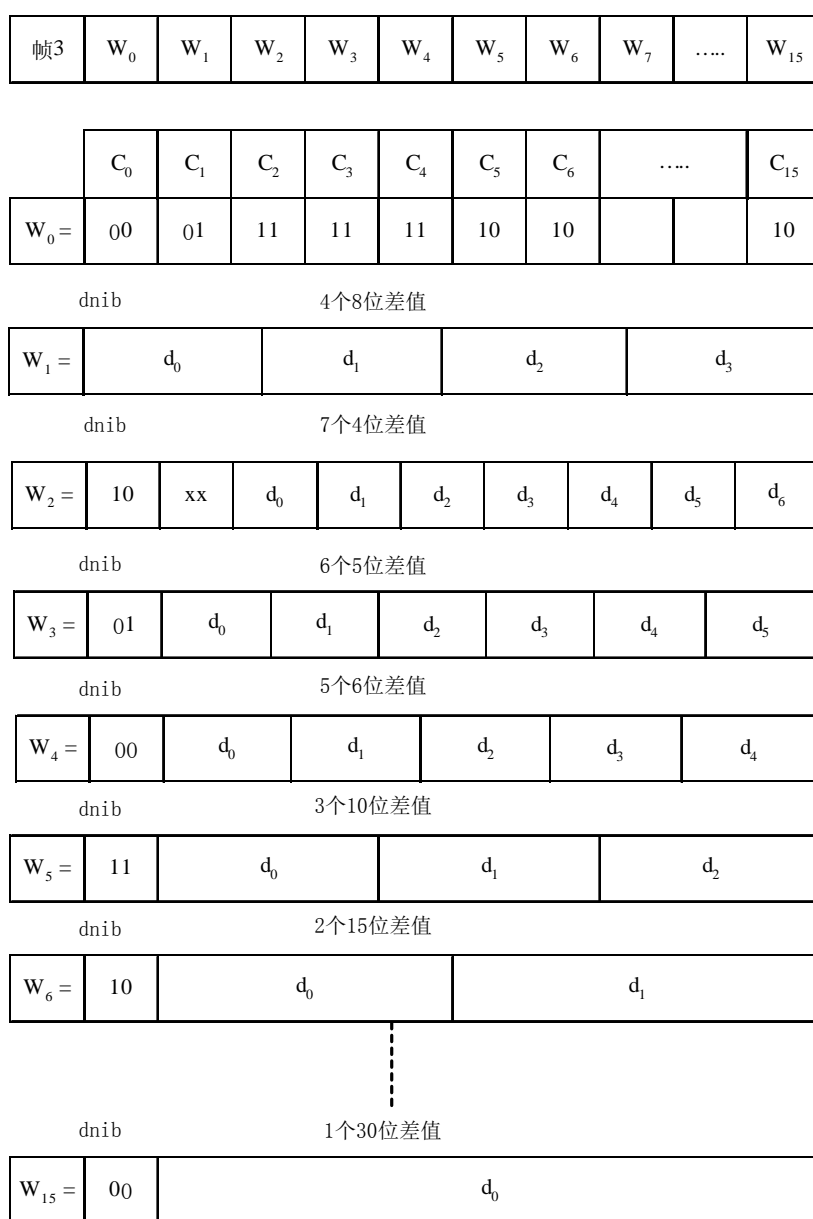 帧3 W0 W1 W2 W3 W4 W5 W6 W7 ..... W15
C0 C1 C2 C3 C4 C5 C6 ..... C15
W0 = 00 01 11 11 11 10 10 10
dnib 4个8位差值
W1 = d0 d1 d2 d3
dnib 7个4位差值
W2 = 10 xx d0 d1 d2 d3 d4 d5 d6
dnib 6个5位差值
W3 = 01 d0 d1 d2 d3 d4 d5
dnib 5个6位差值
W4 = 00 d0 d1 d2 d3 d4
dnib 3个10位差值
W5 = 11 d0 d1 d2
dnib 2个15位差值
W6 = 10 d0 d1
dnib 1个30位差值
W15 = 00 d0